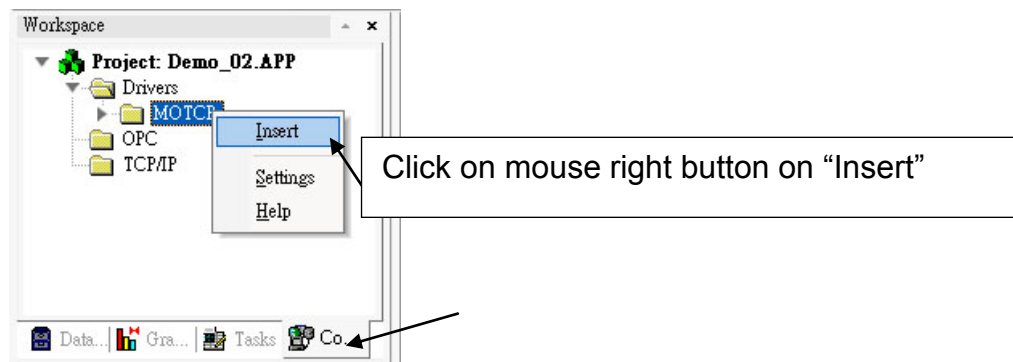 Workspace
Project: Demo_02.APP
Drivers
MOTCP
Insert
OPC
Click on mouse right button on “Insert”
TCP/IP
Settings
Help
Data... Gra... Tasks Co...